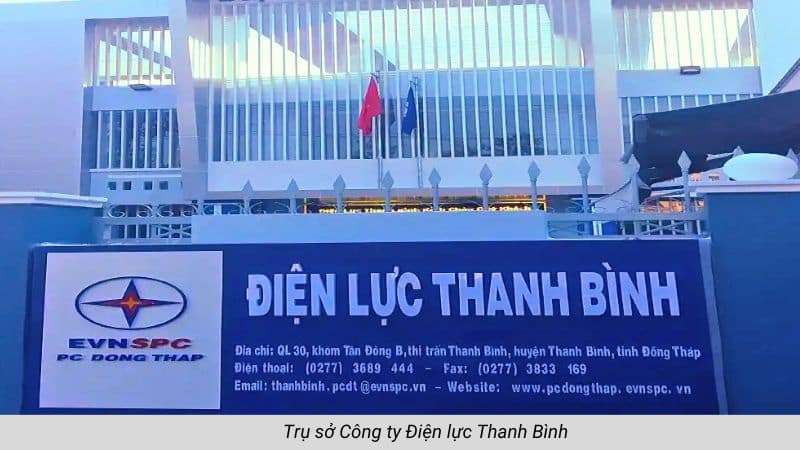 ĐIỆN LỰC THANH BÌNH
EVNSPC
PC DONG THAP
Đia chỉ: QL 30, khóm Tân Đông B, thị trấn Thanh Bình, huyện Thanh Bình, tỉnh Đồng Tháp
Điện thoại: (0277) 3689 444 - Fax: (0277) 3833 169
Email: thanhbinh.pcdt@evnspc.vn - Website: www.pcdongthap.evnspc.vn
Trụ sở Công ty Điện lực Thanh Bình